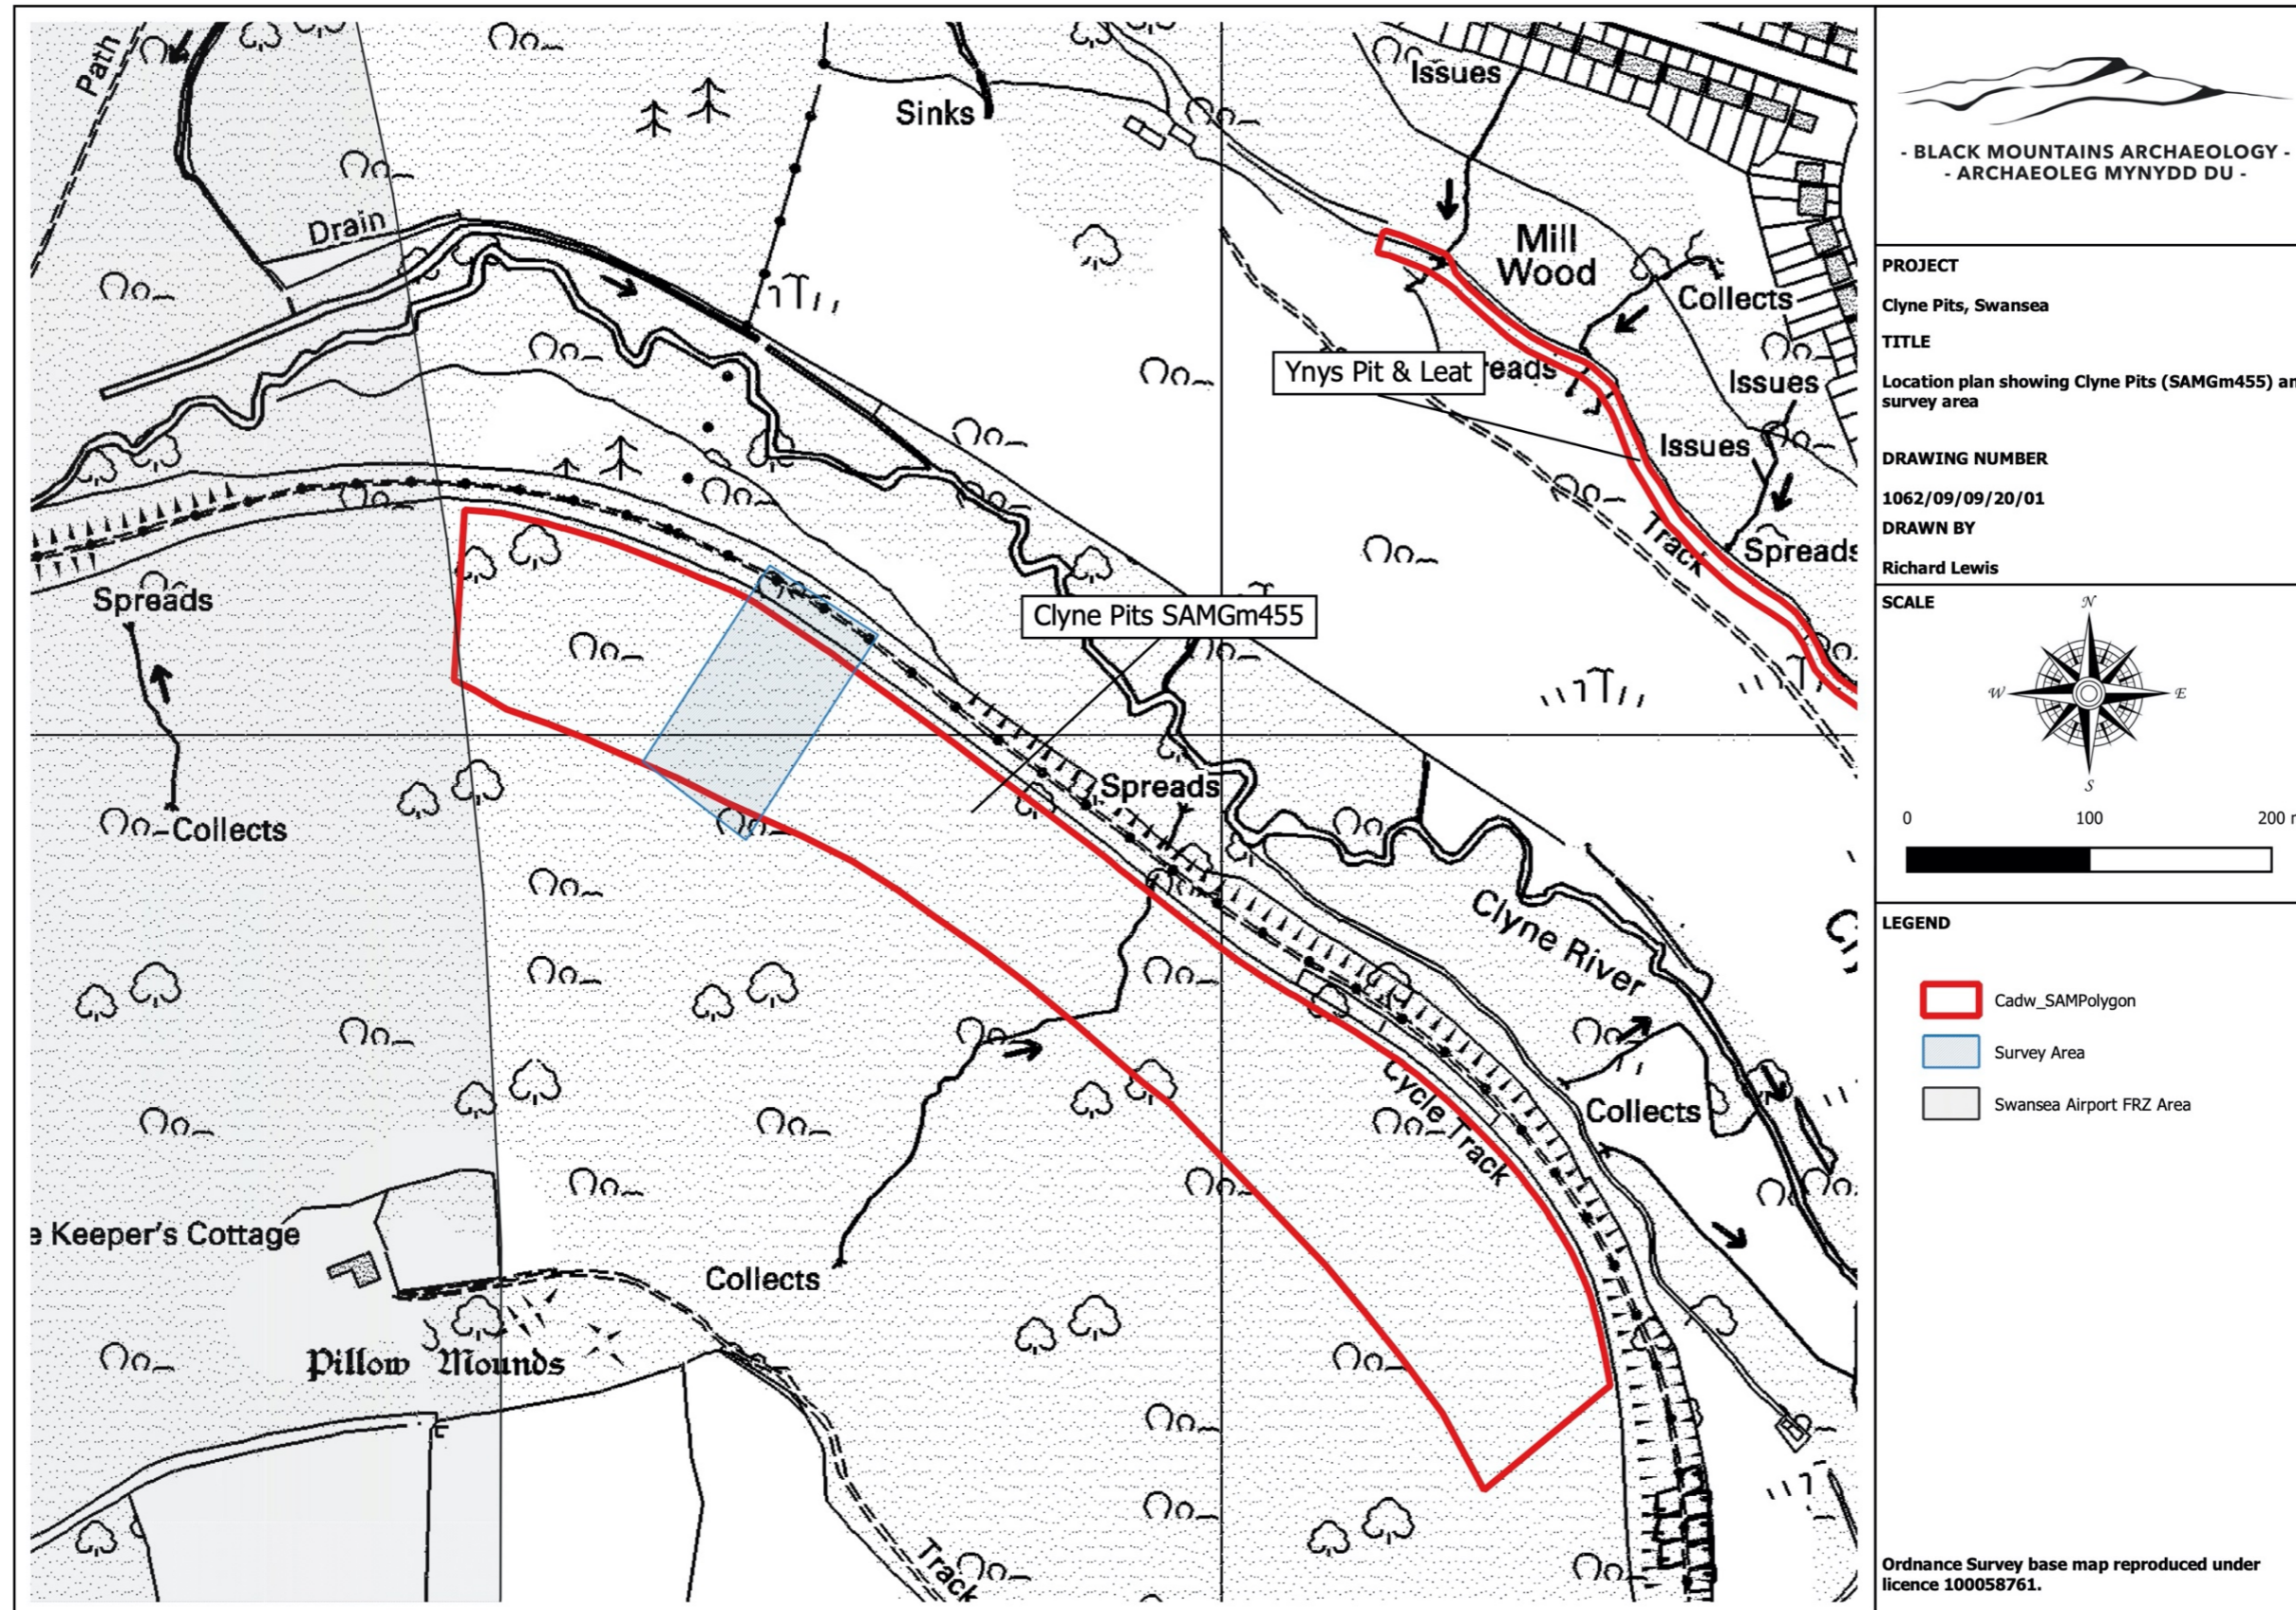 Path
Drain
Sinks
Issues
Mill
Wood
Collects
Issues
Ynys Pit & Leat
reads
Issues
Track
Spreads
Spreads
Clyne Pits SAMGm455
Spreads
Collects
Clyne River
Cycle Track
Collects
e Keeper's Cottage
Collects
Pillow Mounds
Track
- BLACK MOUNTAINS ARCHAEOLOGY -
- ARCHAEOLEG MYNYDD DU -
PROJECT
Clyne Pits, Swansea
TITLE
Location plan showing Clyne Pits (SAMGm455) an
survey area
DRAWING NUMBER
1062/09/09/20/01
DRAWN BY
Richard Lewis
SCALE
N
W E
S
0 100 200 m
LEGEND
Cadw_SAMPolygon
Survey Area
Swansea Airport FRZ Area
Ordnance Survey base map reproduced under
licence 100058761.